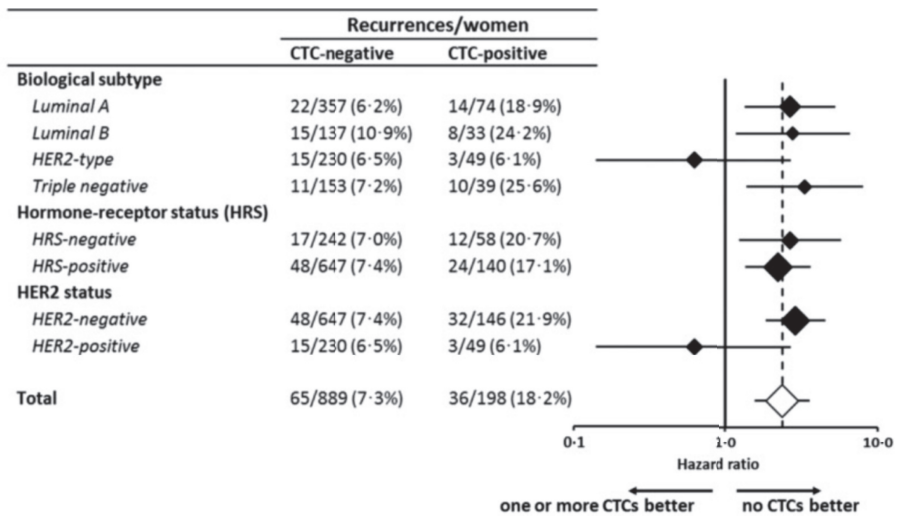 Recurrences/women
CTC-negative CTC-positive
Biological subtype
Luminal A 22/357 (6·2%) 14/74 (18·9%)
Luminal B 15/137 (10·9%) 8/33 (24·2%)
HER2-type 15/230 (6·5%) 3/49 (6·1%)
Triple negative 11/153 (7·2%) 10/39 (25·6%)
Hormone-receptor status (HRS)
HRS-negative 17/242 (7·0%) 12/58 (20·7%)
HRS-positive 48/647 (7·4%) 24/140 (17·1%)
HER2 status
HER2-negative 48/647 (7·4%) 32/146 (21·9%)
HER2-positive 15/230 (6·5%) 3/49 (6·1%)
Total 65/889 (7·3%) 36/198 (18·2%)
0·1 1·0 10·0
Hazard ratio
one or more CTCs better no CTCs better